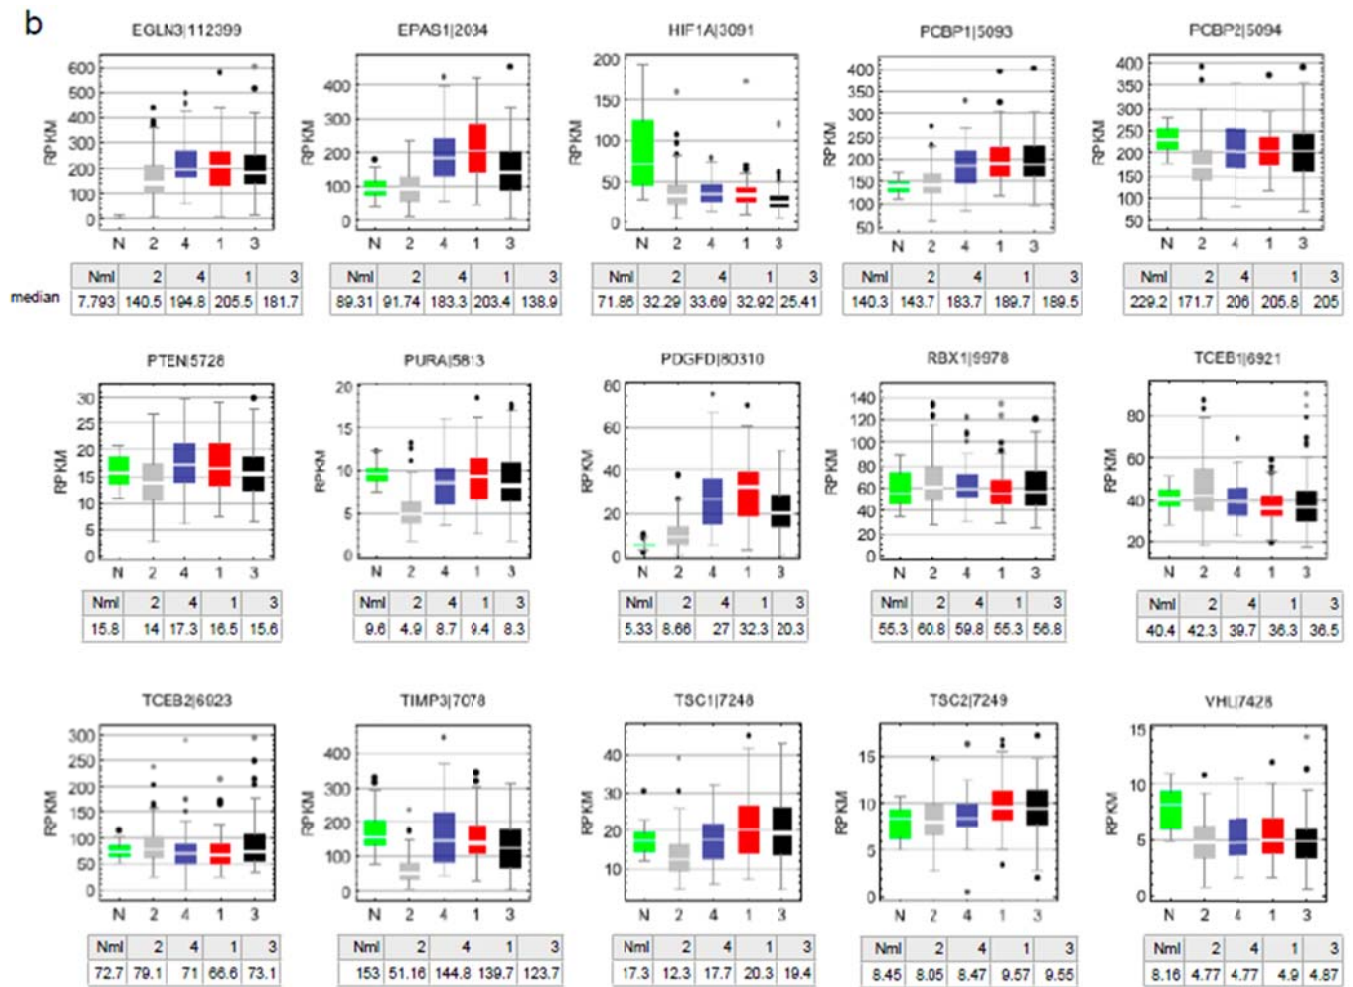 b
EGLN3|112399 EPAS1|2034 HIF1A|3091 PCBP1|5093 PCBP2|5094
RPKM 600 500 400 300 200 100 0
RPKM 400 300 200 100 0
RPKM 200 150 100 50 0
RPKM 400 350 300 250 200 150 100 50
RPKM 400 350 300 250 200 150 100 50
N 2 4 1 3 N 2 4 1 3 N 2 4 1 3 N 2 4 1 3 N 2 4 1 3
Nml 2 4 1 3 Nml 2 4 1 3 Nml 2 4 1 3 Nml 2 4 1 3 Nml 2 4 1 3
median 7.793 140.5 194.8 205.5 181.7 89.31 91.74 183.3 203.4 138.9 71.86 32.29 33.69 32.92 25.41 140.3 143.7 183.7 189.7 189.5 229.2 171.7 206 205.8 205
PTEN|5728 PURA|5813 PDGFD|80310 RBX1|9978 TCEB1|6921
RPKM 30 25 20 15 10 5 0
RPKM 20 15 10 5 0
RPKM 80 60 40 20 0
RPKM 140 120 100 80 60 40 20 0
RPKM 80 60 40 20
N 2 4 1 3 N 2 4 1 3 N 2 4 1 3 N 2 4 1 3 N 2 4 1 3
Nml 2 4 1 3 Nml 2 4 1 3 Nml 2 4 1 3 Nml 2 4 1 3 Nml 2 4 1 3
15.8 14 17.3 16.5 15.6 9.6 4.9 8.7 9.4 8.3 5.33 8.66 27 32.3 20.3 55.3 60.8 59.8 55.3 56.8 40.4 42.3 39.7 36.3 36.5
TCEB2|6923 TIMP3|7078 TSC1|7248 TSC2|7249 VHL|7428
RPKM 300 250 200 150 100 50 0
RPKM 400 300 200 100 0
RPKM 40 30 20 10
RPKM 15 10 5 0
RPKM 15 10 5 0
N 2 4 1 3 N 2 4 1 3 N 2 4 1 3 N 2 4 1 3 N 2 4 1 3
Nml 2 4 1 3 Nml 2 4 1 3 Nml 2 4 1 3 Nml 2 4 1 3 Nml 2 4 1 3
72.7 79.1 71 66.6 73.1 153 51.16 144.8 139.7 123.7 17.3 12.3 17.7 20.3 19.4 8.45 8.05 8.47 9.57 9.55 8.16 4.77 4.77 4.9 4.87